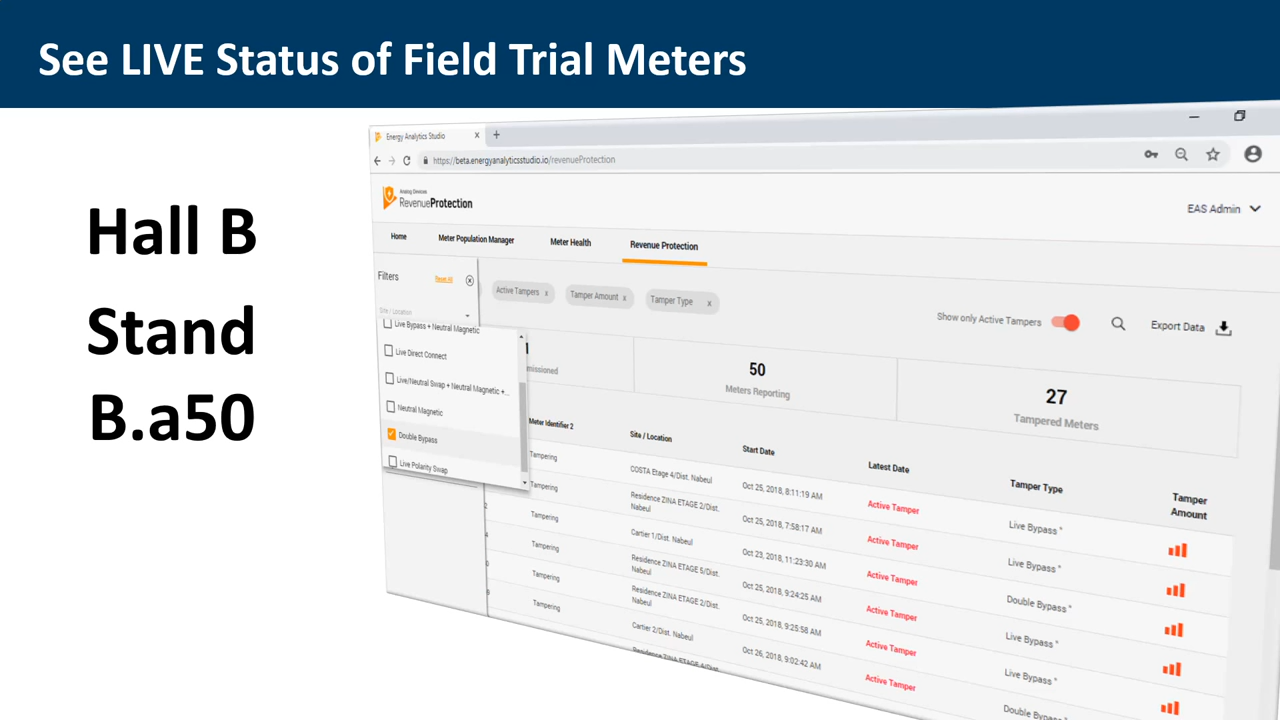 See LIVE Status of Field Trial Meters
Hall B
Stand
B.a50
Energy Analytics Studio x +
https://beta.energyanalyticsstudio.io/revenueProtection
Analog Devices
RevenueProtection
EAS Admin
Home Meter Population Manager Meter Health Revenue Protection
Filters Reset All
Active Tampers x Tamper Amount x Tamper Type x
Show only Active Tampers Export Data
Site / Location
Live Bypass + Neutral Magnetic
Live Direct Connect
Live/Neutral Swap + Neutral Magnetic +...
Neutral Magnetic
Double Bypass
Live Polarity Swap
missioned
50
Meters Reporting
27
Tampered Meters
Meter Identifier 2 Site / Location Start Date Latest Date Tamper Type Tamper Amount
Tampering COSTA Etage 4/Dist. Nabeul Oct 25, 2018, 8:11:19 AM Active Tamper Live Bypass *
Tampering Residence ZINA ETAGE 2/Dist. Nabeul Oct 25, 2018, 7:58:17 AM Active Tamper Live Bypass *
Tampering Cartier 1/Dist. Nabeul Oct 23, 2018, 11:23:30 AM Active Tamper Double Bypass *
Tampering Residence ZINA ETAGE 5/Dist. Nabeul Oct 25, 2018, 9:24:25 AM Active Tamper Live Bypass *
Tampering Residence ZINA ETAGE 2/Dist. Nabeul Oct 25, 2018, 9:25:58 AM Active Tamper Live Bypass *
Tampering Cartier 2/Dist. Nabeul Oct 26, 2018, 9:02:42 AM Active Tamper Double Bypass *